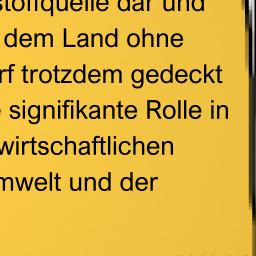 stoffquelle dar und
dem Land ohne
rf trotzdem gedeckt
signifikante Rolle in
wirtschaftlichen
mwelt und der